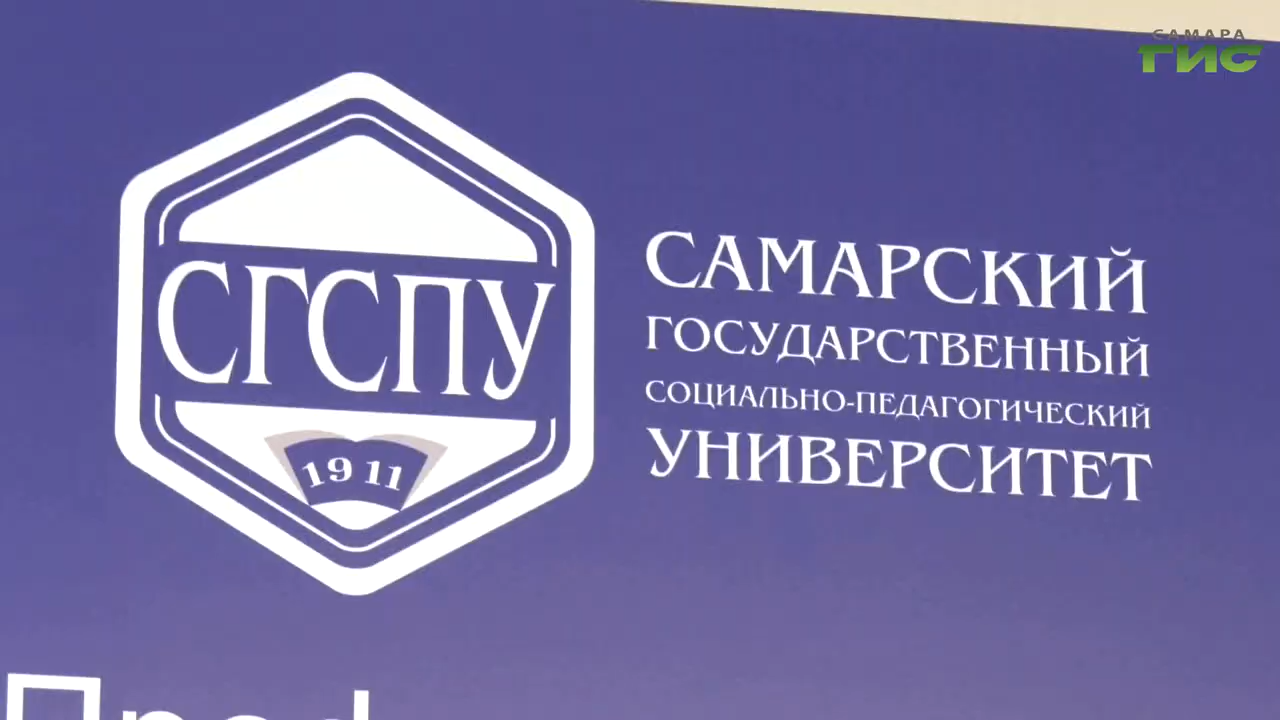 САМАРА
ГИС
СГСПУ
1911
САМАРСКИЙ
ГОСУДАРСТВЕННЫЙ
СОЦИАЛЬНО-ПЕДАГОГИЧЕСКИЙ
УНИВЕРСИТЕТ